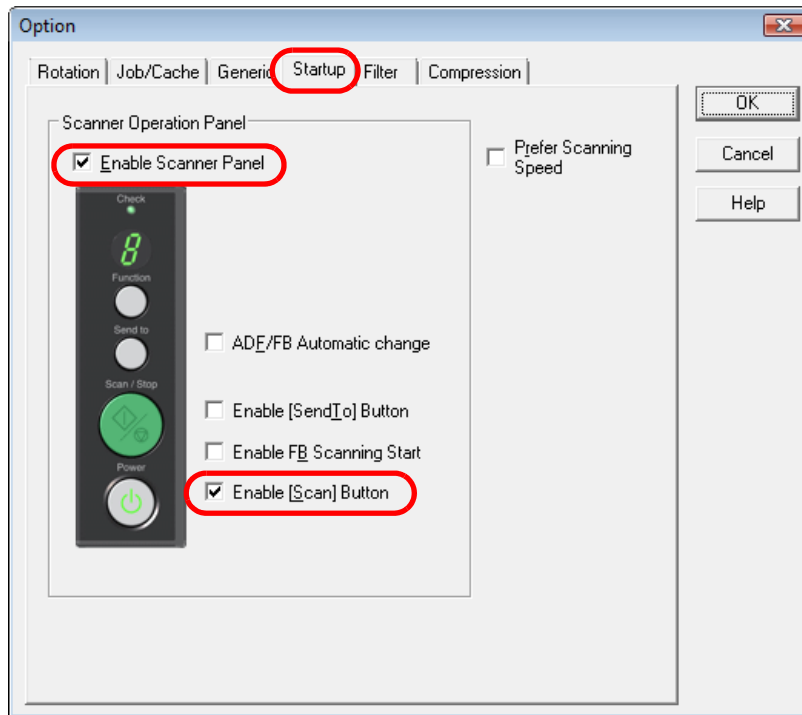 Option
Rotation Job/Cache Generic Startup Filter Compression
OK
Cancel
Help
Scanner Operation Panel
Enable Scanner Panel
Prefer Scanning
Speed
Check
8
Function
Send to
Scan / Stop
Power
ADF/FB Automatic change
Enable [SendTo] Button
Enable FB Scanning Start
Enable [Scan] Button